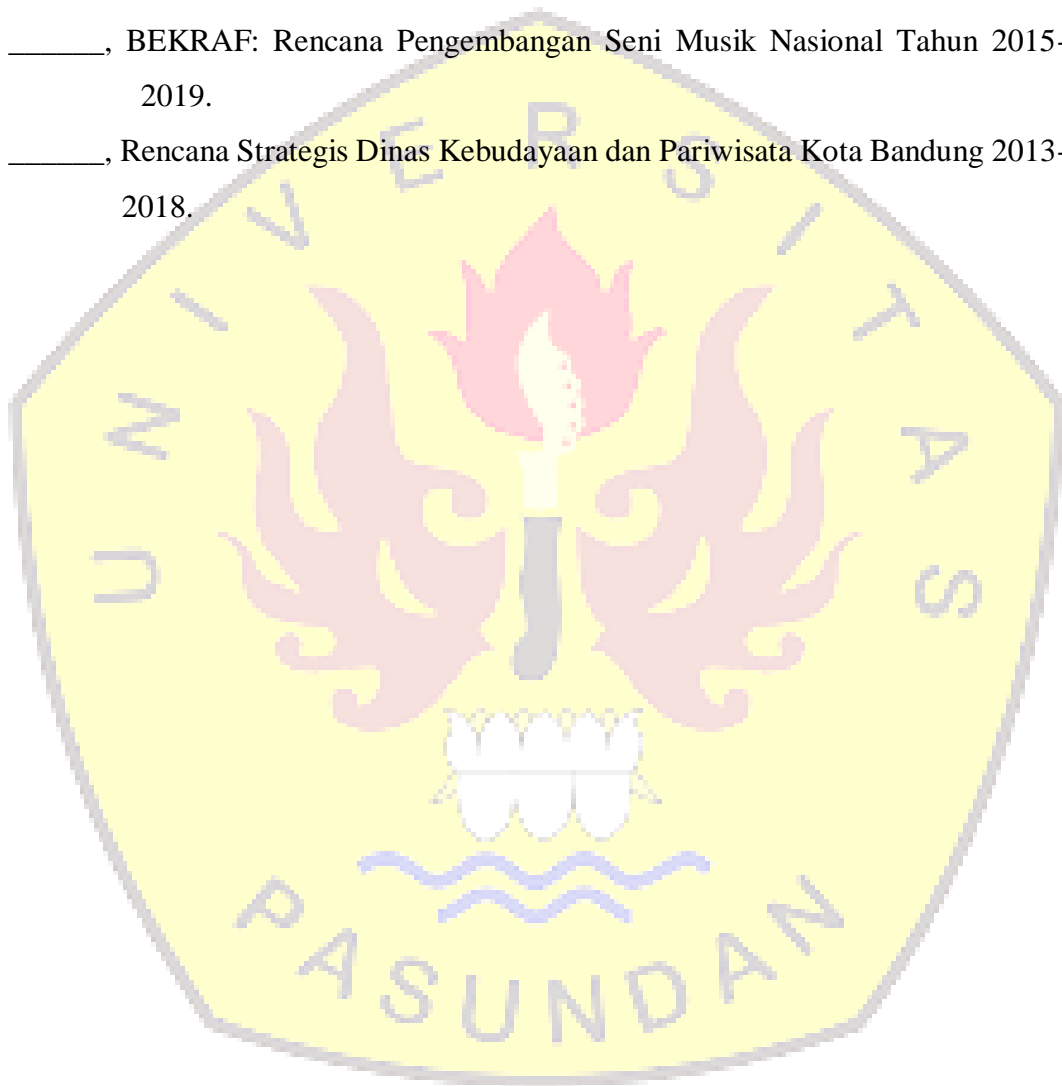 ______, BEKRAF: Rencana Pengembangan Seni Musik Nasional Tahun 2015-
2019.
______, Rencana Strategis Dinas Kebudayaan dan Pariwisata Kota Bandung 2013-
2018.
UNIVERSITAS
PASUNDAN